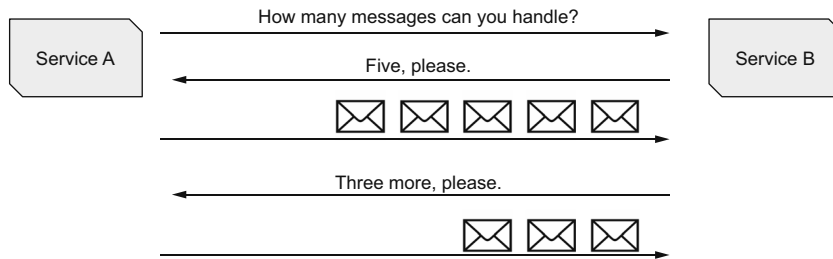 How many messages can you handle?
Service A
Service B
Five, please.
Three more, please.